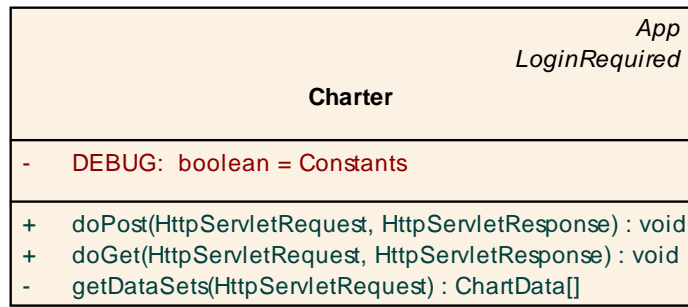 App
LoginRequired
Charter
- DEBUG: boolean = Constants
+ doPost(HttpServletRequest, HttpServletResponse) : void
+ doGet(HttpServletRequest, HttpServletResponse) : void
- getDataSets(HttpServletRequest) : ChartData[]